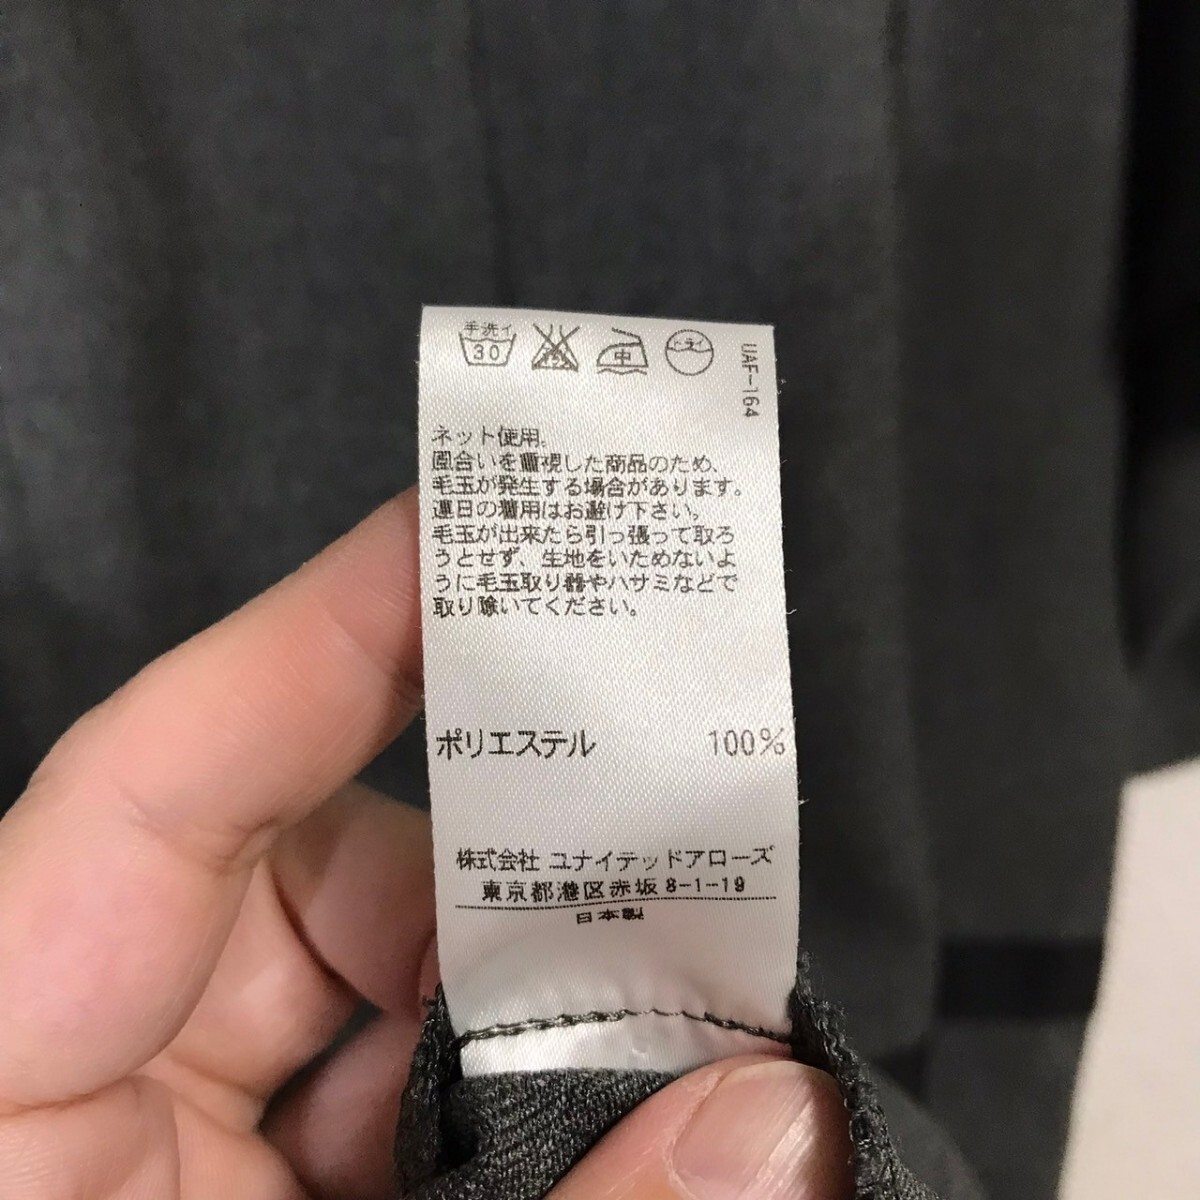 手洗イ
30
エンソサラシ
中
ドライ
UAF-164
ネット使用。
風合いを重視した商品のため、
毛玉が発生する場合があります。
連日の着用はお避け下さい。
毛玉が出来たら引っ張って取ろ
うとせず、生地をいためないよ
うに毛玉取り器やハサミなどで
取り除いてください。
ポリエステル 100%
株式会社 ユナイテッドアローズ
東京都港区赤坂 8-1-19
日本製